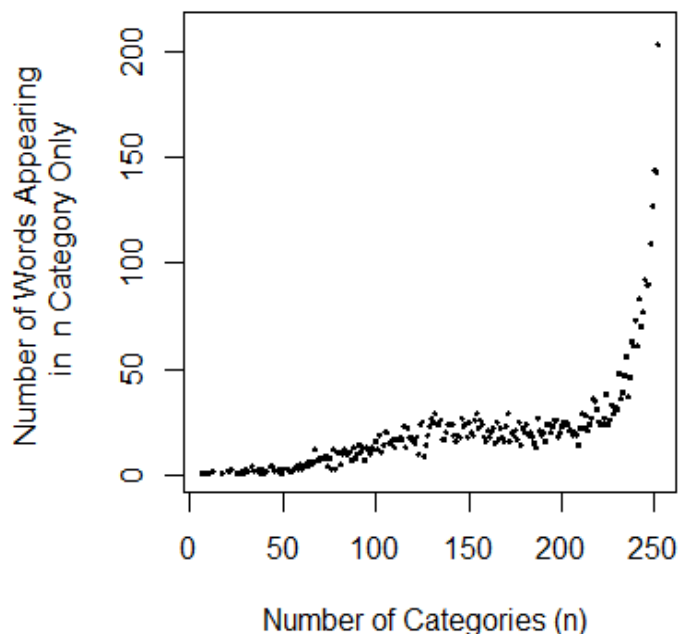 Number of Words Appearing
in n Category Only
200
150
100
50
0
0 50 100 150 200 250
Number of Categories (n)